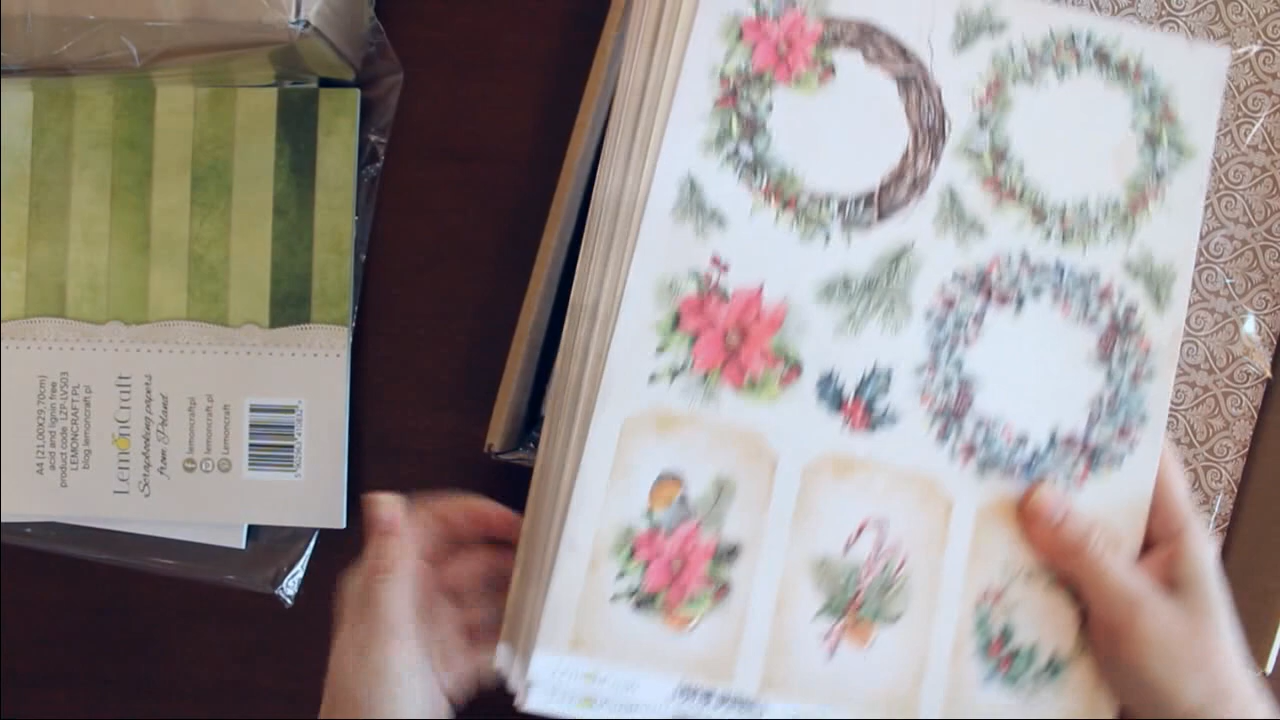 A4 (21,00X29,70cm)
acid and lignin free
product code LZP-LVS03
LEMONCRAFT.PL
blog.lemoncraft.pl
LemonCraft
Scrapbooking papers
from Poland
lemoncraftpl
lemoncraft.pl
Lemoncraft